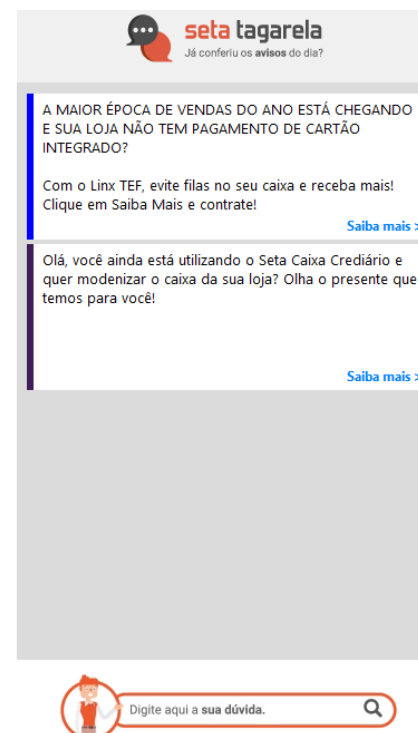 seta tagarela
Já conferiu os avisos do dia?
A MAIOR ÉPOCA DE VENDAS DO ANO ESTÁ CHEGANDO
E SUA LOJA NÃO TEM PAGAMENTO DE CARTÃO
INTEGRADO?
Com o Linx TEF, evite filas no seu caixa e receba mais!
Clique em Saiba Mais e contrate!
Saiba mais >
Olá, você ainda está utilizando o Seta Caixa Crediário e
quer modenizar o caixa da sua loja? Olha o presente que
temos para você!
Saiba mais >
Digite aqui a sua dúvida.